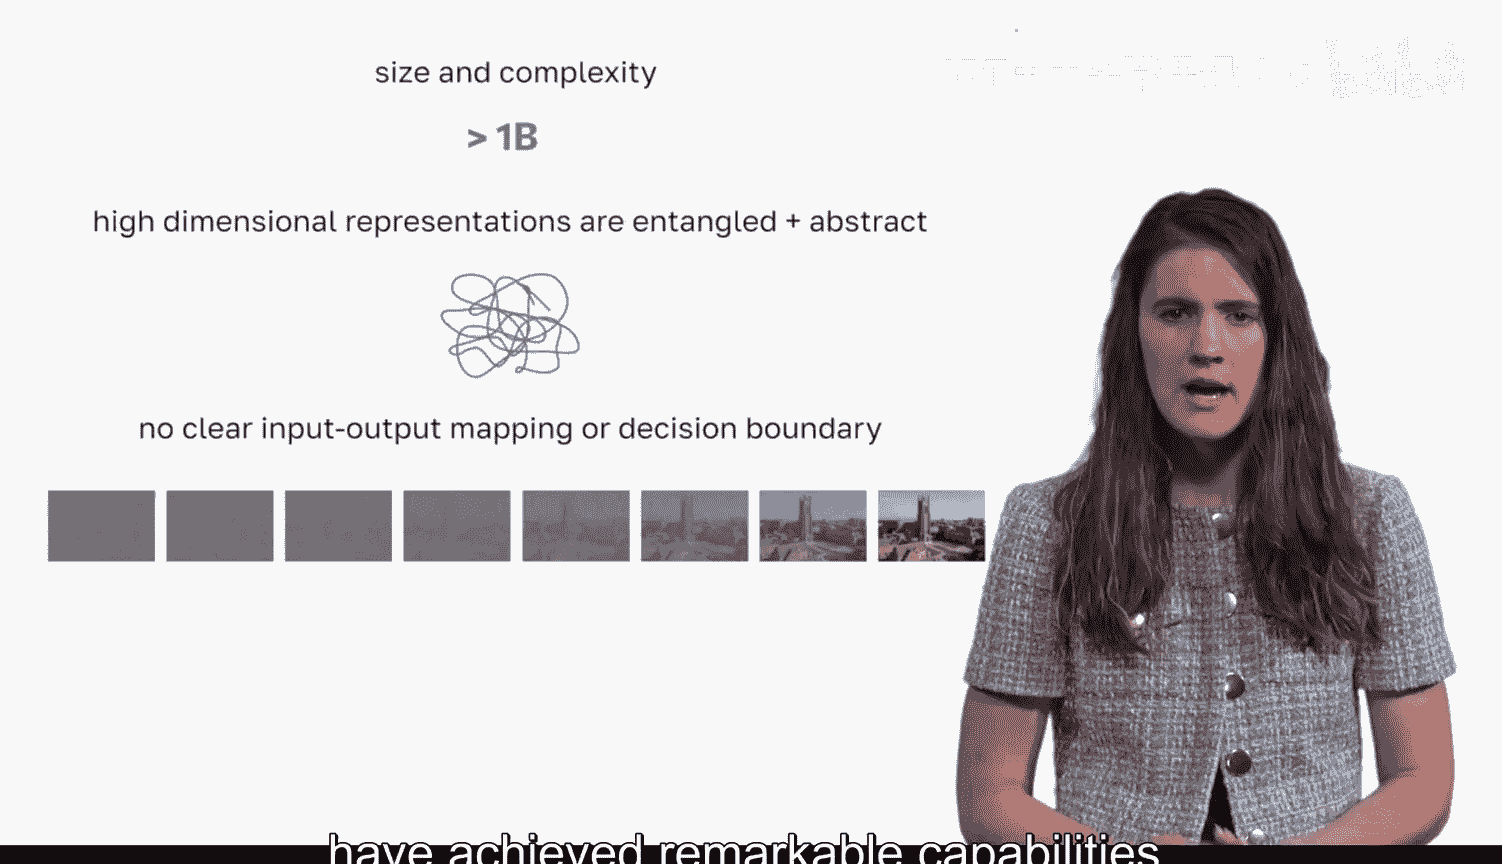 size and complexity
> 1B
high dimensional representations are entangled + abstract
no clear input-output mapping or decision boundary
have achieved remarkable capabilities